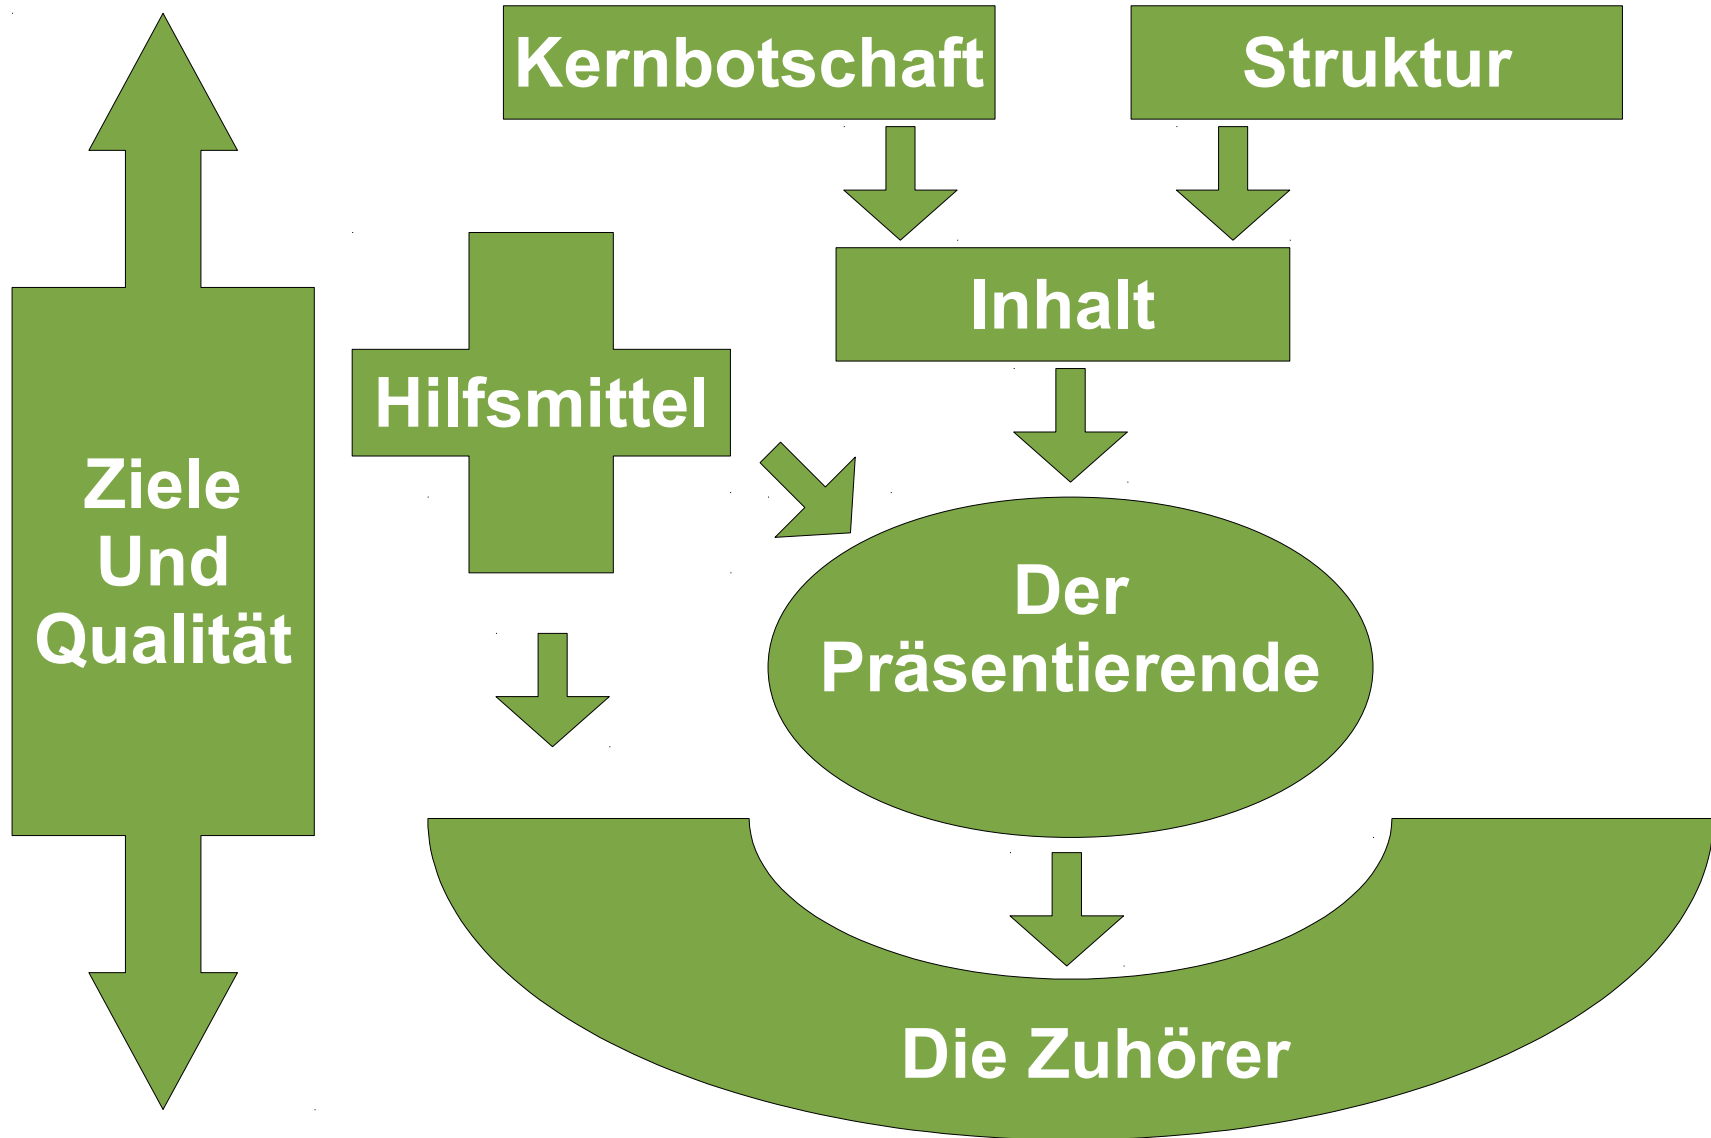 Kernbotschaft
Struktur
Inhalt
Hilfsmittel
Ziele
Und
Qualität
Der
Präsentierende
Die Zuhörer